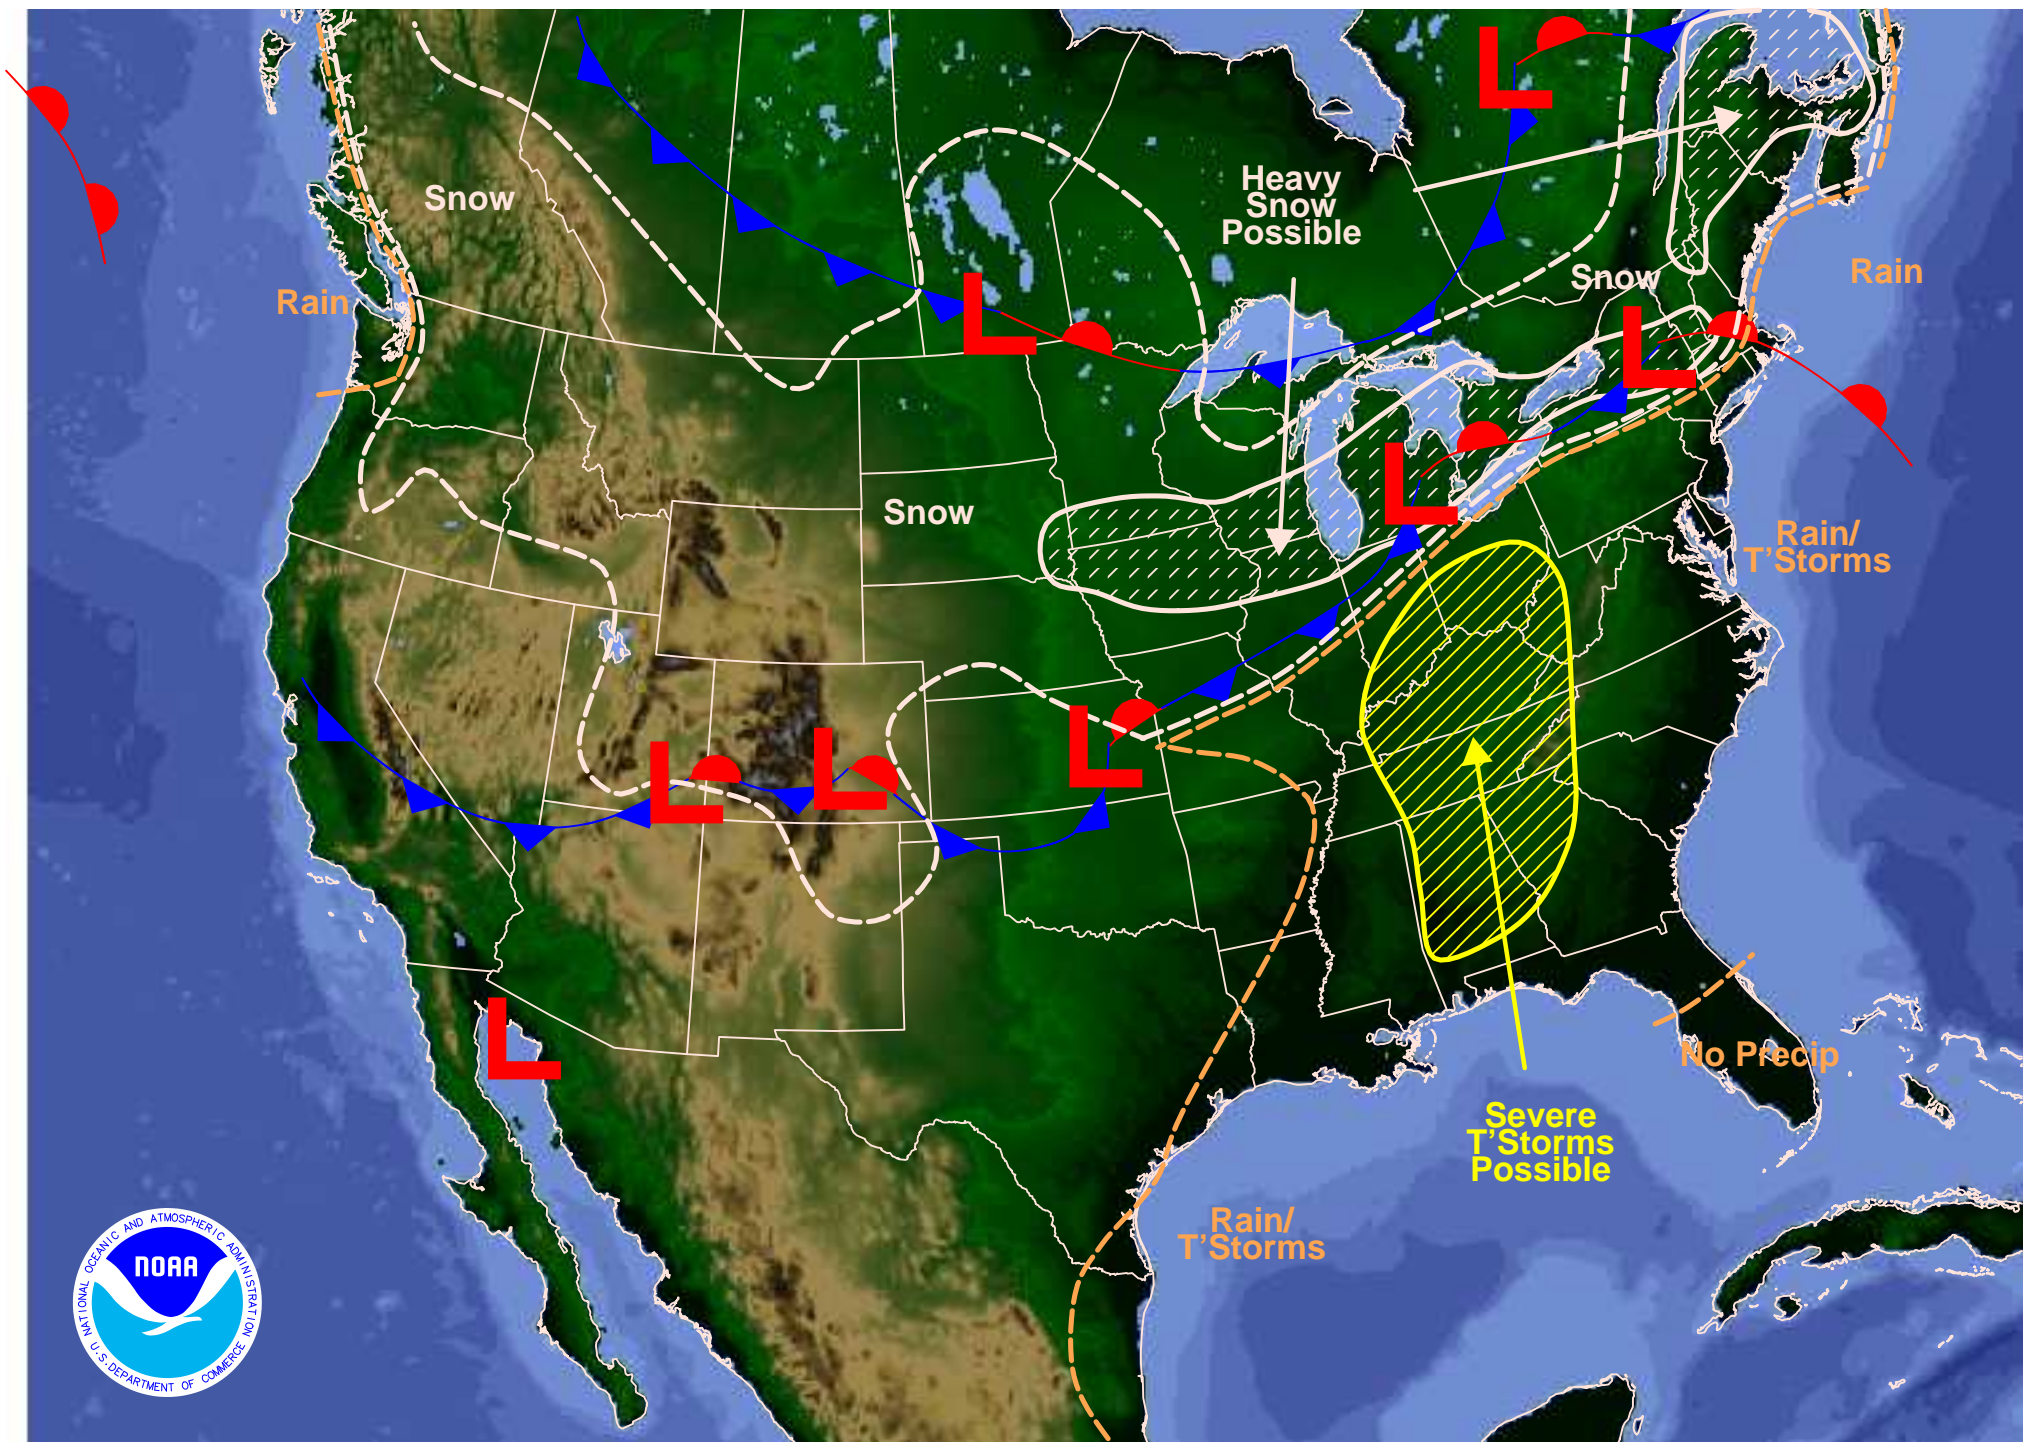 Snow
Heavy
Snow
Possible
Rain
Snow
Rain
Snow
Rain/
T'Storms
No Precip
Severe
T'Storms
Possible
Rain/
T'Storms
L
L
L
L
L
L
L
L
NATIONAL OCEANIC AND ATMOSPHERIC ADMINISTRATION
NOAA
U.S. DEPARTMENT OF COMMERCE